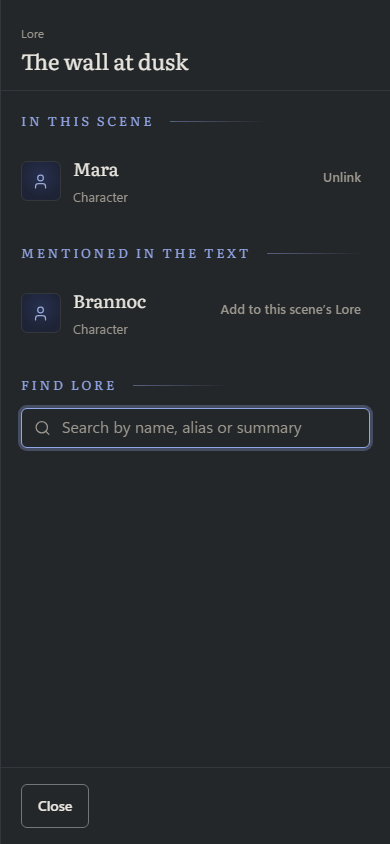 Lore
The wall at dusk
IN THIS SCENE
Mara
Unlink
Character
MENTIONED IN THE TEXT
Brannoc
Add to this scene's Lore
Character
FIND LORE
Search by name, alias or summary
Close